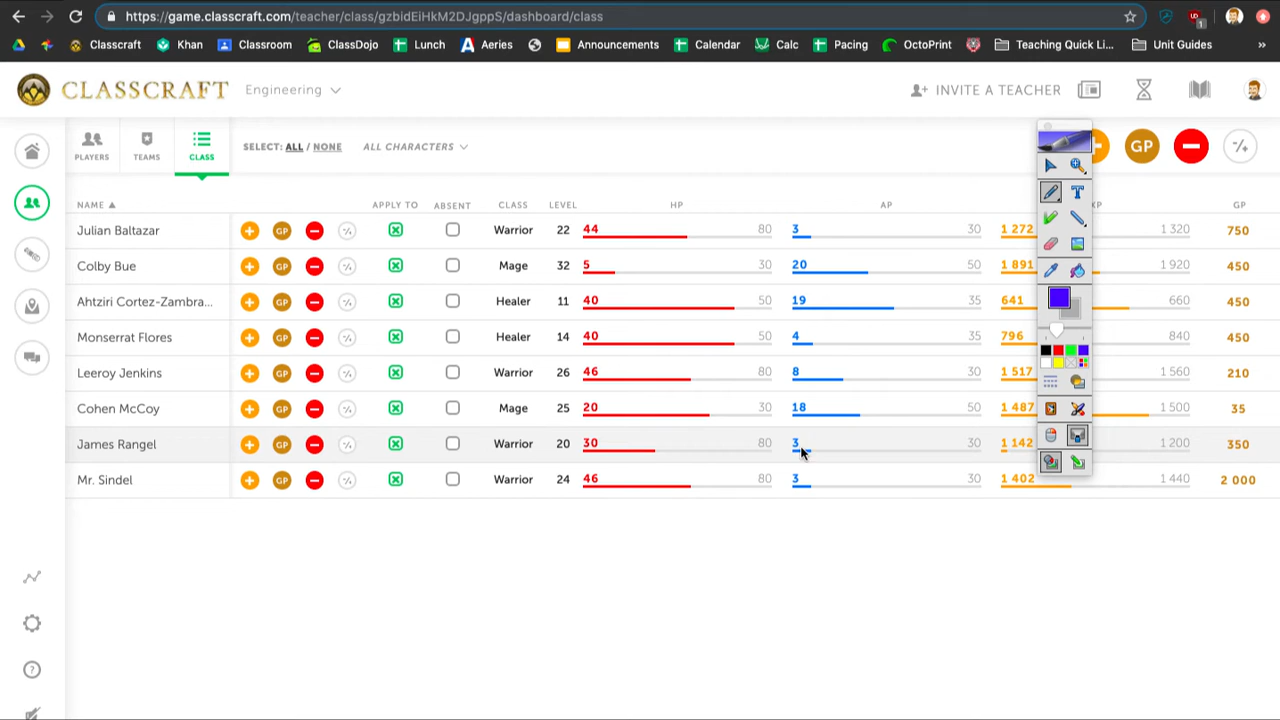 https://game.classcraft.com/teacher/class/gzbidEiHkM2DJgppS/dashboard/class
Classcraft Khan Classroom ClassDojo Lunch Aeries Announcements Calendar Calc Pacing OctoPrint Teaching Quick Li... Unit Guides »
CLASSCRAFT Engineering INVITE A TEACHER
PLAYERS TEAMS CLASS SELECT: ALL / NONE ALL CHARACTERS GP
NAME APPLY TO ABSENT CLASS LEVEL HP AP XP GP
Julian Baltazar GP Warrior 22 44 80 3 30 1 272 1 320 750
Colby Bue GP Mage 32 5 30 20 50 1 891 1 920 450
Ahtziri Cortez-Zambra... GP Healer 11 40 50 19 35 641 660 450
Monserrat Flores GP Healer 14 40 50 4 35 796 840 450
Leeroy Jenkins GP Warrior 26 46 80 8 30 1 517 1 560 210
Cohen McCoy GP Mage 25 20 30 18 50 1 487 1 500 35
James Rangel GP Warrior 20 30 80 3 30 1 142 1 200 350
Mr. Sindel GP Warrior 24 46 80 3 30 1 402 1 440 2 000